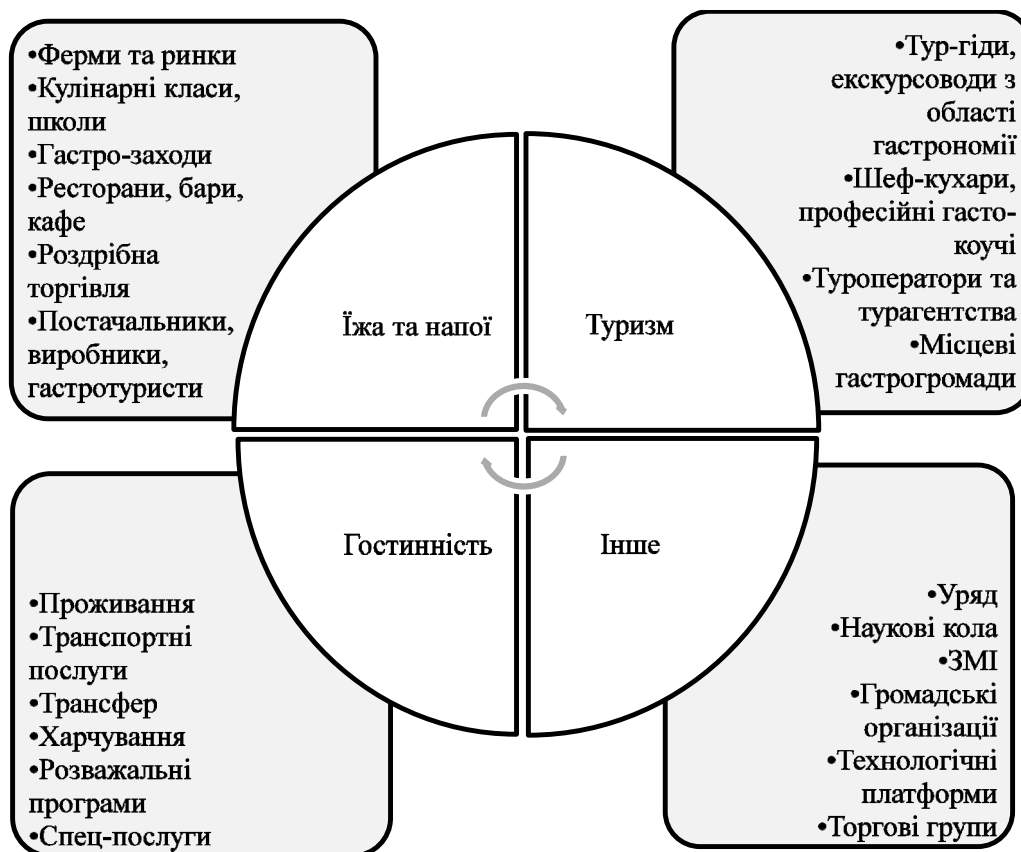 •Ферми та ринки
•Кулінарні класи,
школи
•Гастро-заходи
•Ресторани, бари,
кафе
•Роздрібна
торгівля
•Постачальники,
виробники,
гастротуристи
•Тур-гіди,
екскурсоводи з
області
гастрономії
•Шеф-кухари,
професійні гасто-
коучі
•Туроператори та
турагентства
•Місцеві
гастрогромади
Їжа та напої
Туризм
Гостинність
Інше
•Проживання
•Транспортні
послуги
•Трансфер
•Харчування
•Розважальні
програми
•Спец-послуги
•Уряд
•Наукові кола
•ЗМІ
•Громадські
організації
•Технологічні
платформи
•Торгові групи